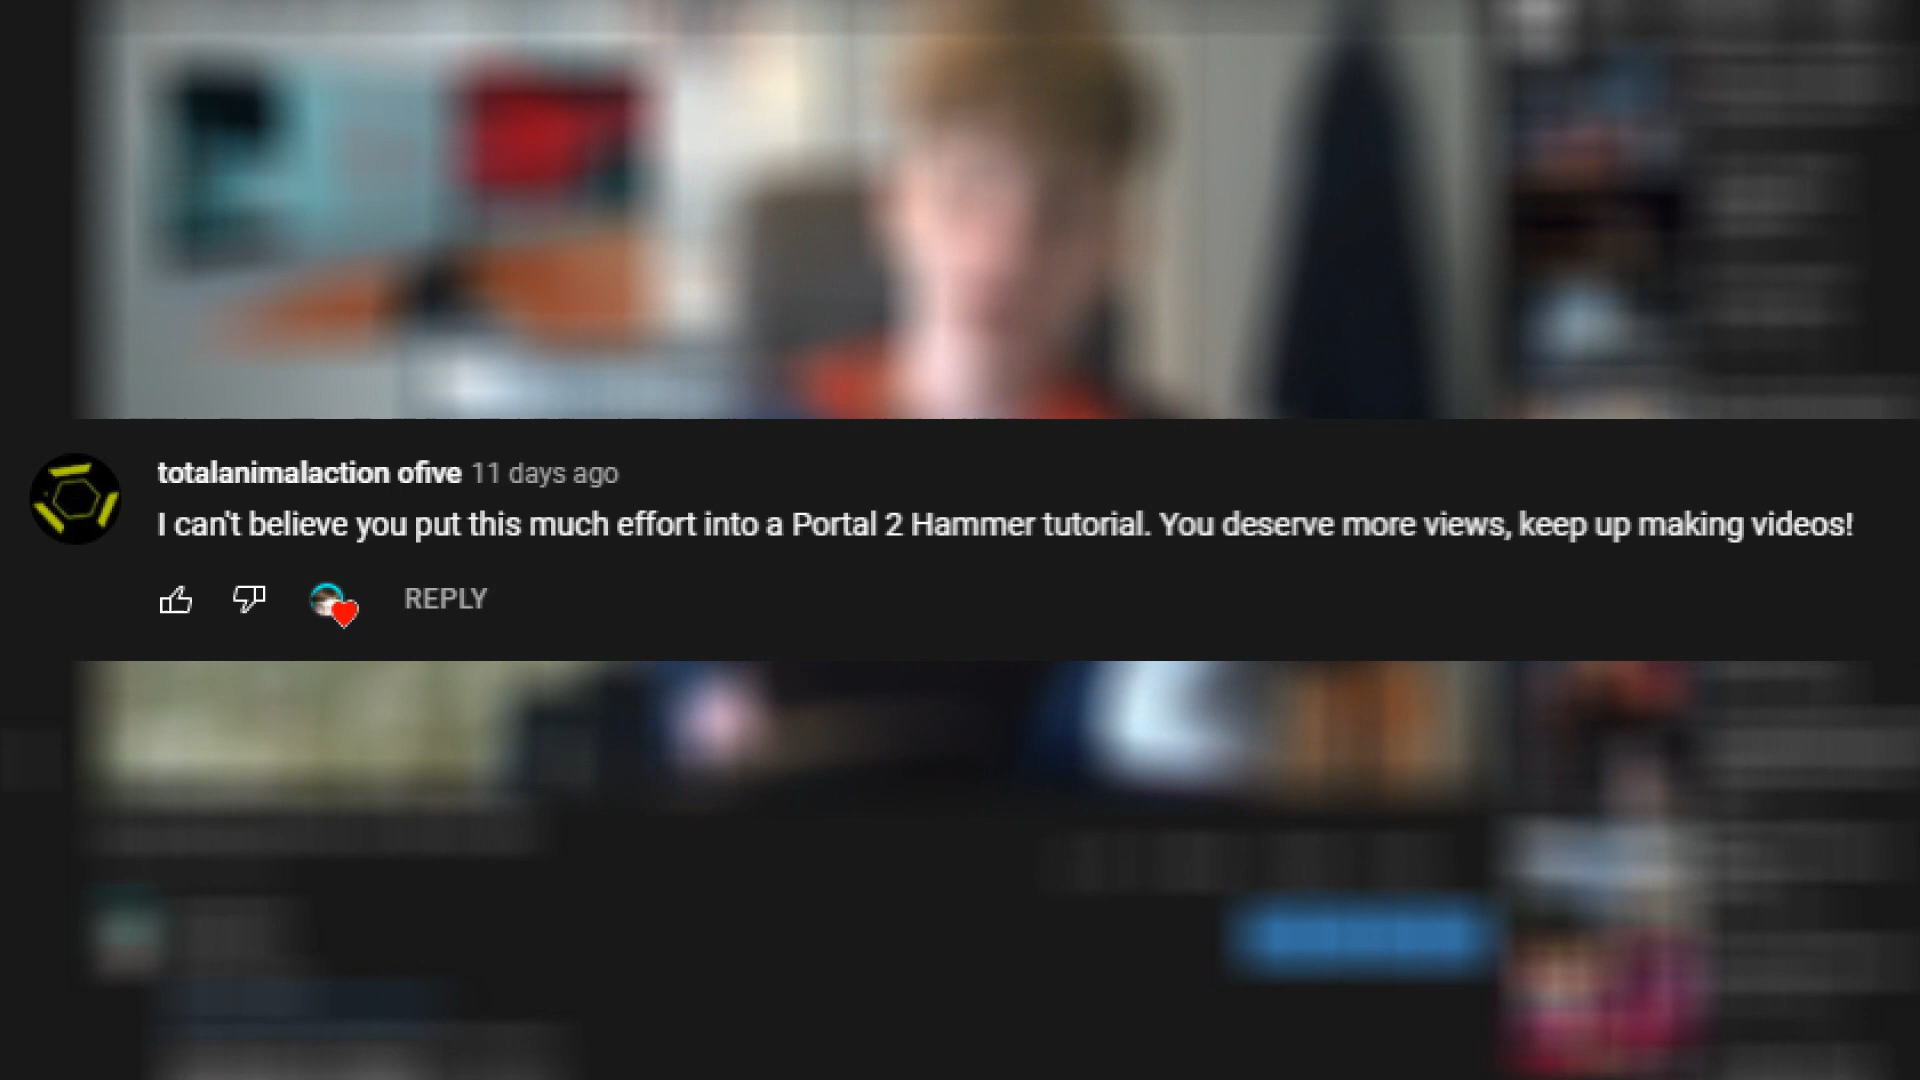 totalanimalaction ofive 11 days ago
I can't believe you put this much effort into a Portal 2 Hammer tutorial. You deserve more views, keep up making videos!
REPLY